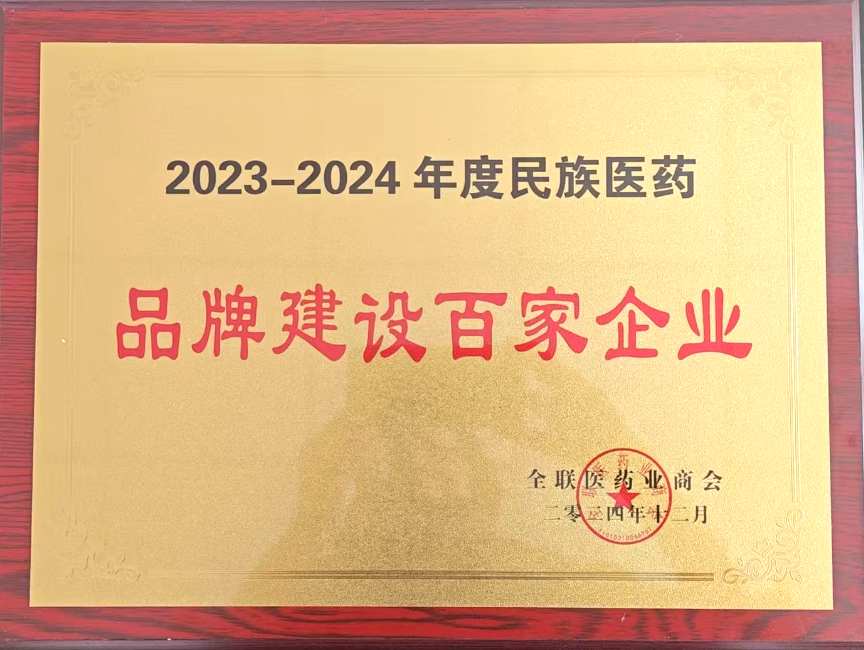 2023-2024 年度民族医药
品牌建设百家企业
全联医药业商会
二零二四年十二月